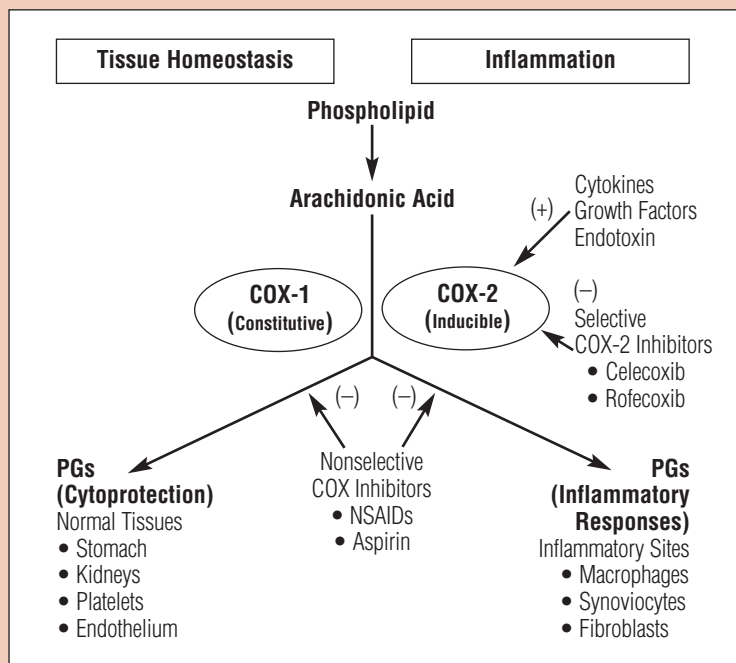 Tissue Homeostasis
Inflammation
Phospholipid
Arachidonic Acid
(+)
Cytokines
Growth Factors
Endotoxin
COX-1
(Constitutive)
COX-2
(Inducible)
(–)
Selective
COX-2 Inhibitors
• Celecoxib
• Rofecoxib
(–)
(–)
PGs
(Cytoprotection)
Normal Tissues
• Stomach
• Kidneys
• Platelets
• Endothelium
Nonselective
COX Inhibitors
• NSAIDs
• Aspirin
PGs
(Inflammatory
Responses)
Inflammatory Sites
• Macrophages
• Synoviocytes
• Fibroblasts